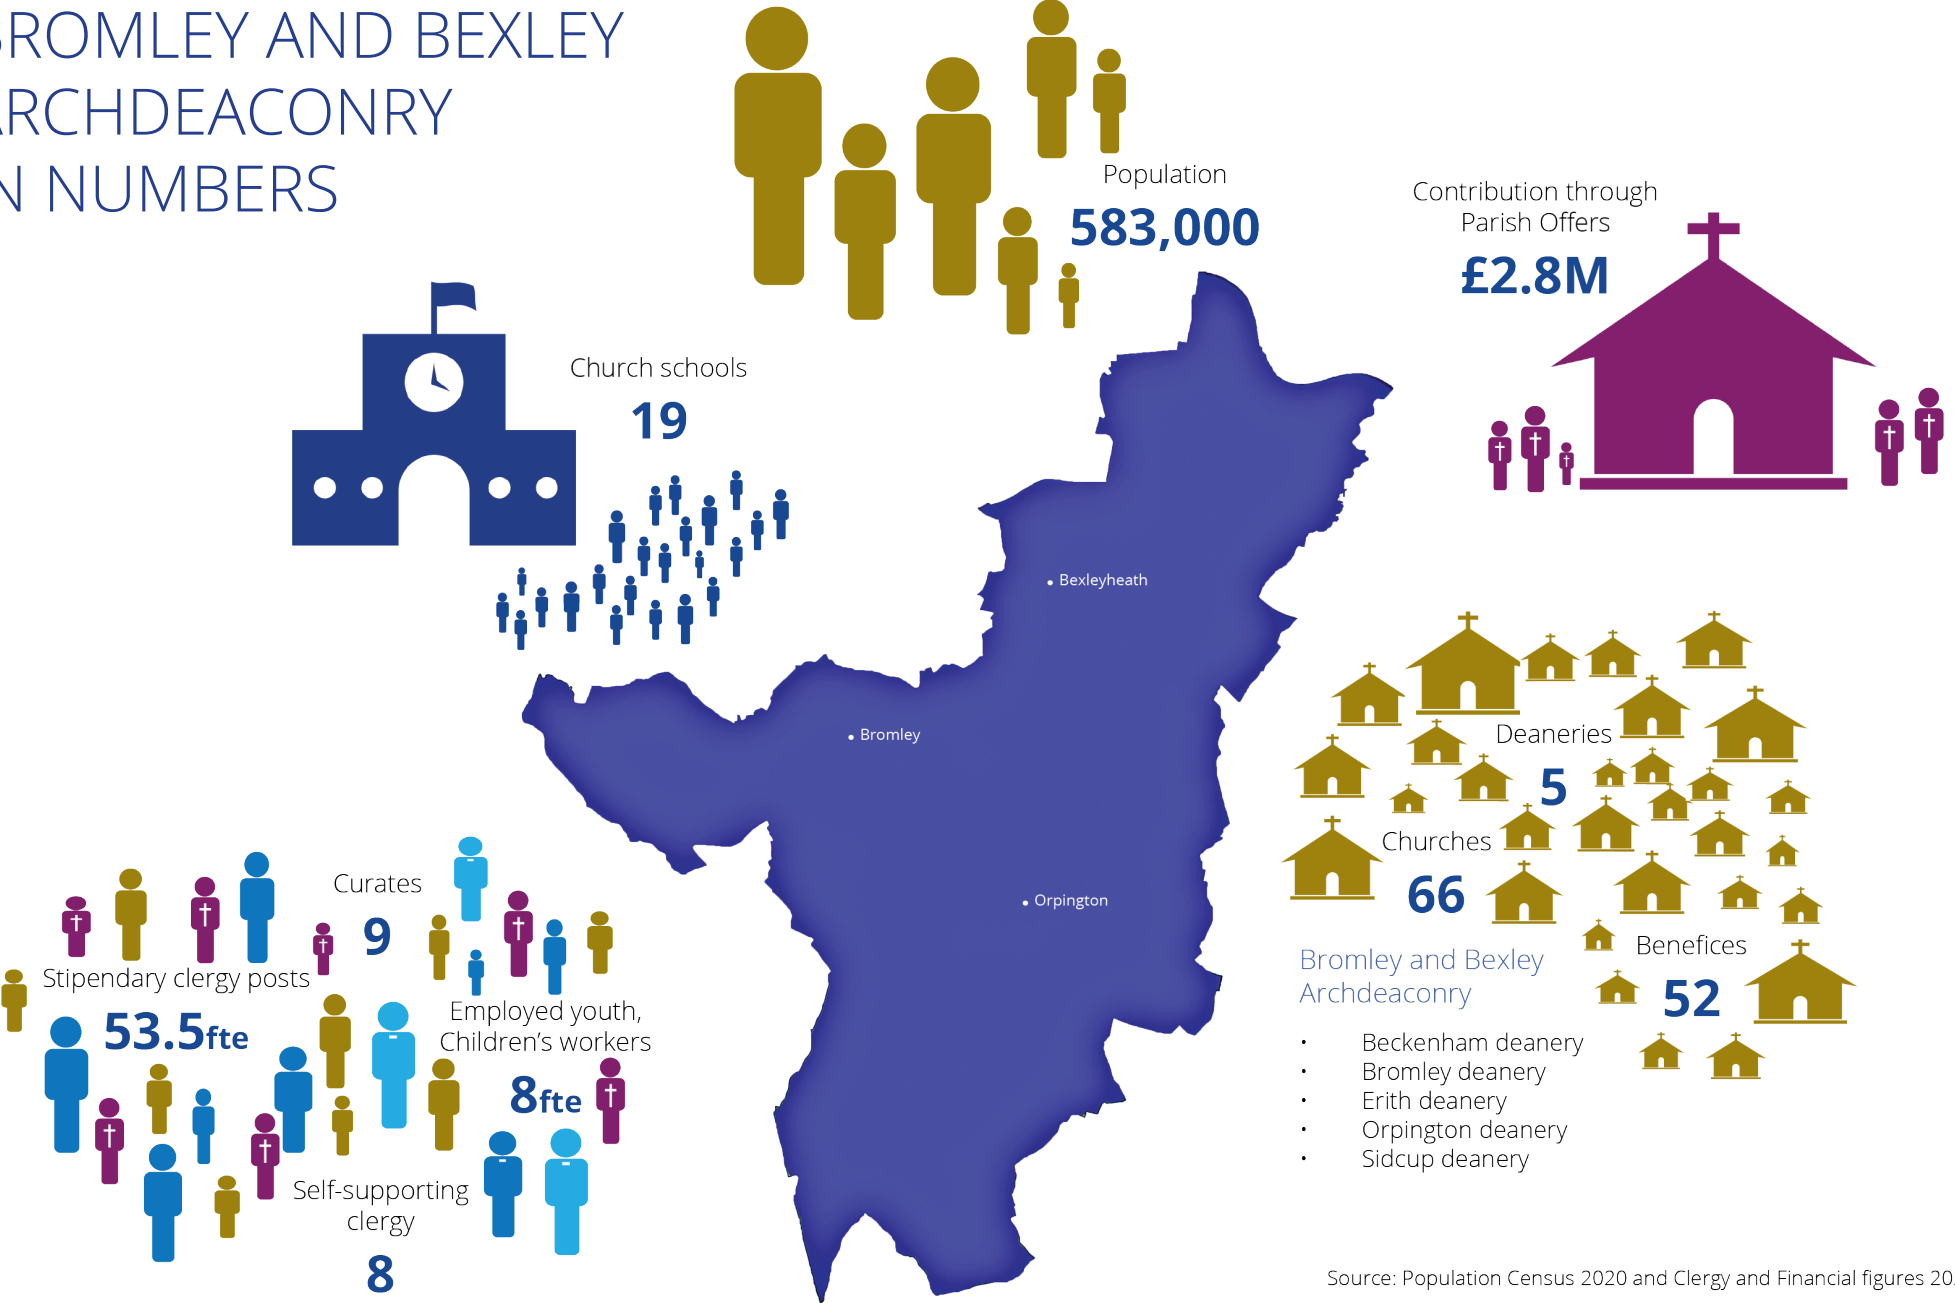 BROMLEY AND BEXLEY
ARCHDEACONRY
IN NUMBERS
Population
583,000
Contribution through
Parish Offers
£2.8M
Church schools
19
Bexleyheath
Bromley
Orpington
Deaneries
5
Churches
66
Benefices
52
Curates
9
Stipendary clergy posts
53.5fte
Employed youth,
Children’s workers
8fte
Self-supporting
clergy
8
Bromley and Bexley
Archdeaconry
• Beckenham deanery
• Bromley deanery
• Erith deanery
• Orpington deanery
• Sidcup deanery
Source: Population Census 2020 and Clergy and Financial figures